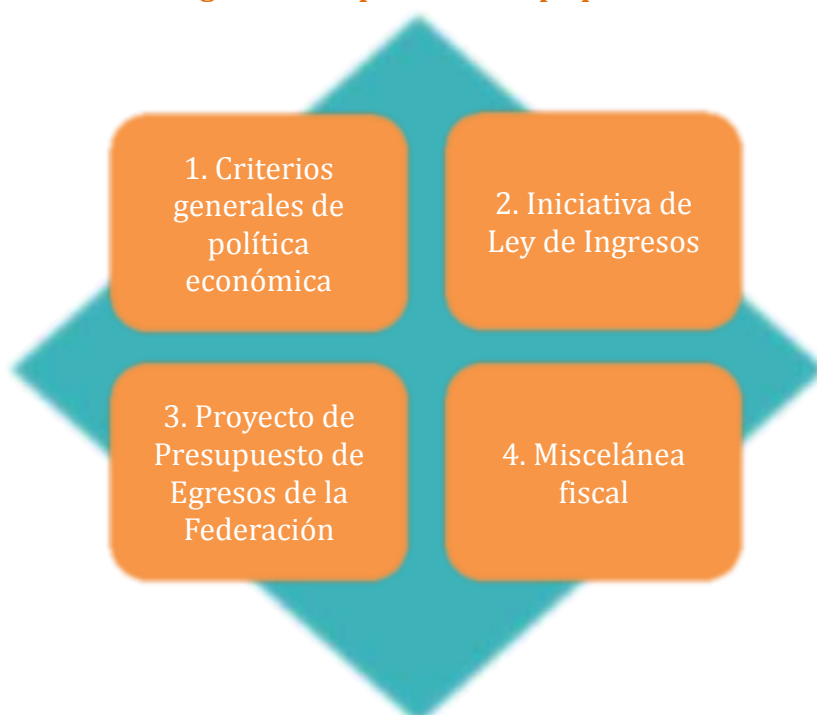 1. Criterios
generales de
política
económica
2. Iniciativa de
Ley de Ingresos
3. Proyecto de
Presupuesto de
Egresos de la
Federación
4. Miscelánea
fiscal